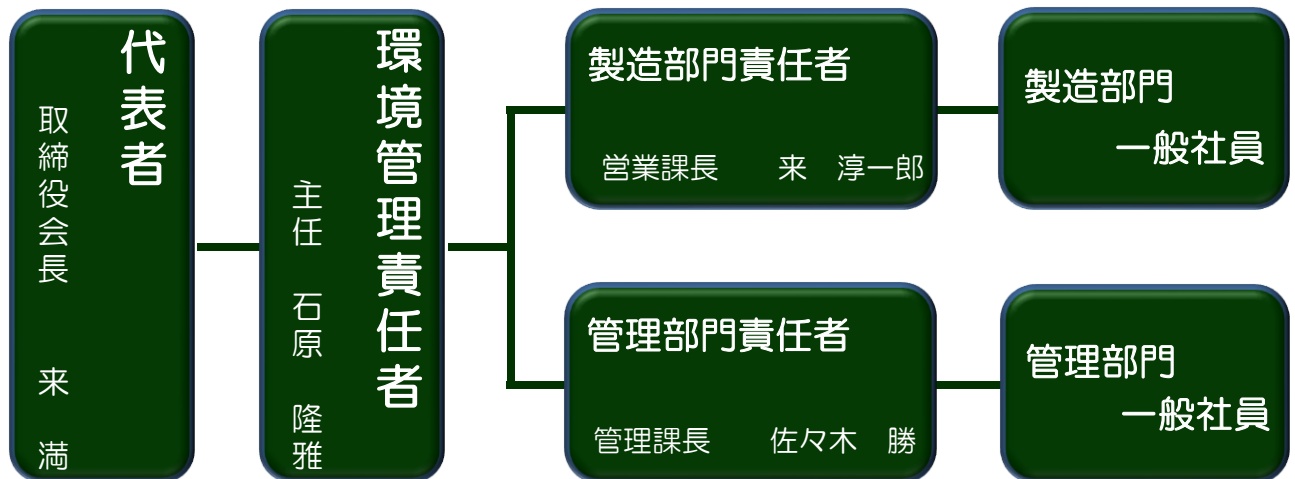 代表者
取締役会長　来　満
環境管理責任者
主任　石原　隆雅
製造部門責任者
営業課長　来　淳一郎
製造部門
一般社員
管理部門責任者
管理課長　佐々木　勝
管理部門
一般社員